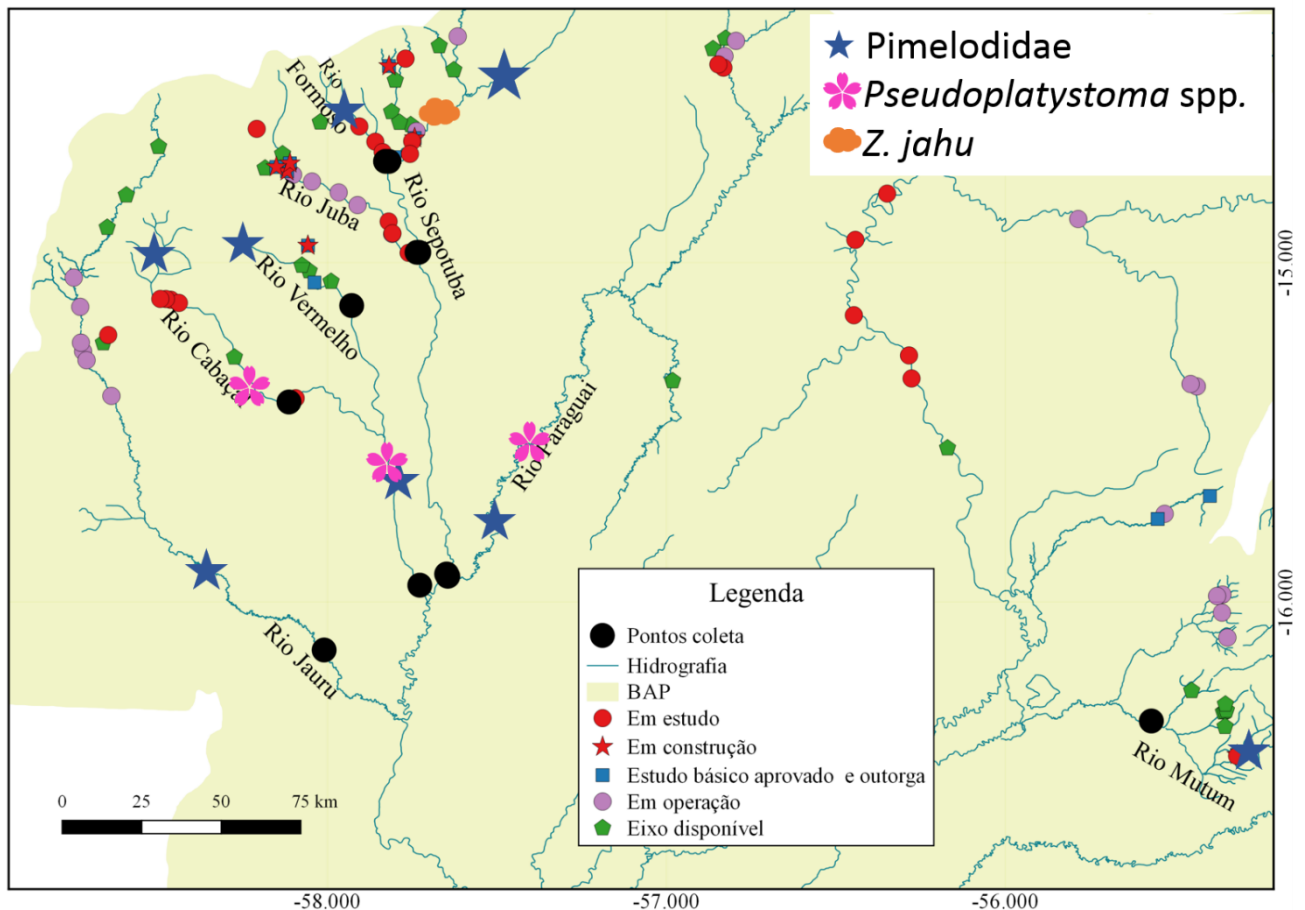 Pimelodidae
Pseudoplatystoma spp.
Z. jahu
Rio
Formoso
Rio Juba
Rio Sepotuba
Rio Vermelho
Rio Cabaçal
Rio Paraguai
Rio Jauru
Rio Mutum
-15.000
-16.000
Legenda
Pontos coleta
Hidrografia
BAP
Em estudo
Em construção
Estudo básico aprovado e outorga
Em operação
Eixo disponível
0 25 50 75 km
-58.000 -57.000 -56.000